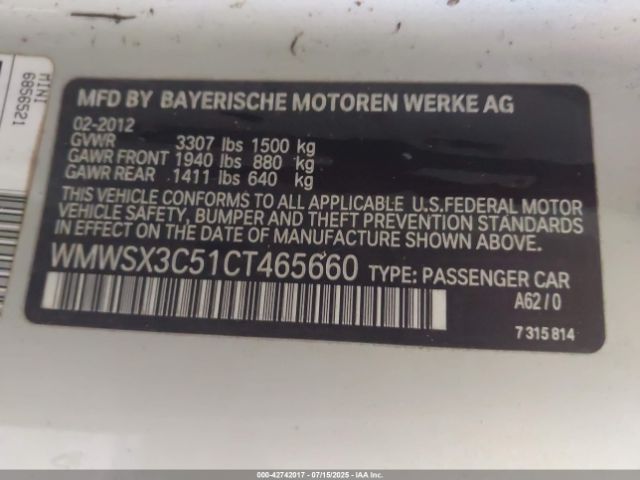 MINI
6856521
MFD BY BAYERISCHE MOTOREN WERKE AG
02-2012
GVWR 3307 lbs 1500 kg
GAWR FRONT 1940 lbs 880 kg
GAWR REAR 1411 lbs 640 kg
THIS VEHICLE CONFORMS TO ALL APPLICABLE U.S.FEDERAL MOTOR
VEHICLE SAFETY, BUMPER AND THEFT PREVENTION STANDARDS
IN EFFECT ON THE DATE OF MANUFACTURE SHOWN ABOVE.
WMWSX3C51CT465660 TYPE: PASSENGER CAR
A62/0
7 315 814
000-42742017 - 07/15/2025 - IAA, Inc. Copyright